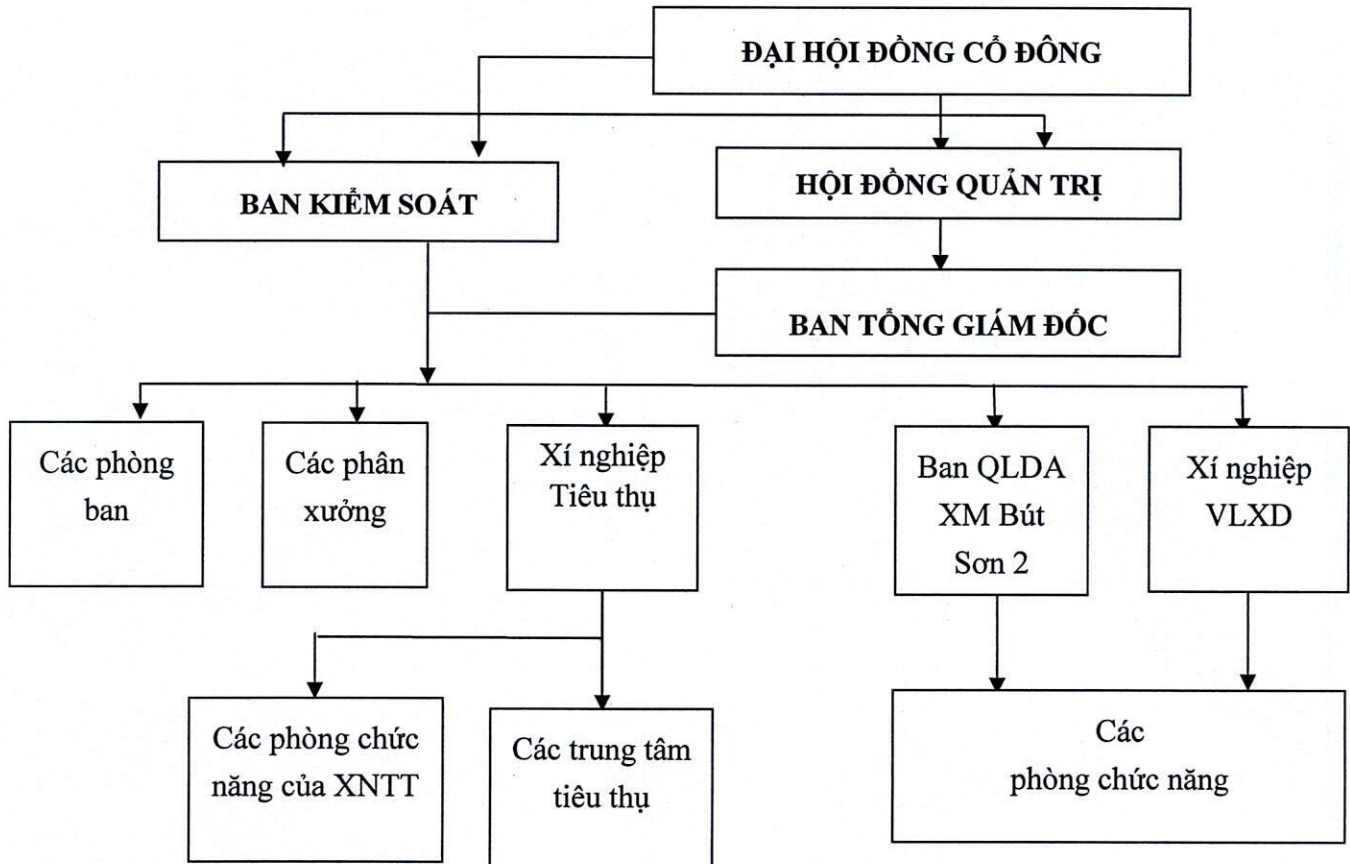 ĐẠI HỘI ĐỒNG CỔ ĐÔNG
BAN KIỂM SOÁT
HỘI ĐỒNG QUẢN TRỊ
BAN TỔNG GIÁM ĐỐC
Các phòng
ban
Các phân
xưởng
Xí nghiệp
Tiêu thụ
Ban QLDA
XM Bút
Sơn 2
Xí nghiệp
VLXD
Các phòng chức
năng của XNTT
Các trung tâm
tiêu thụ
Các
phòng chức năng